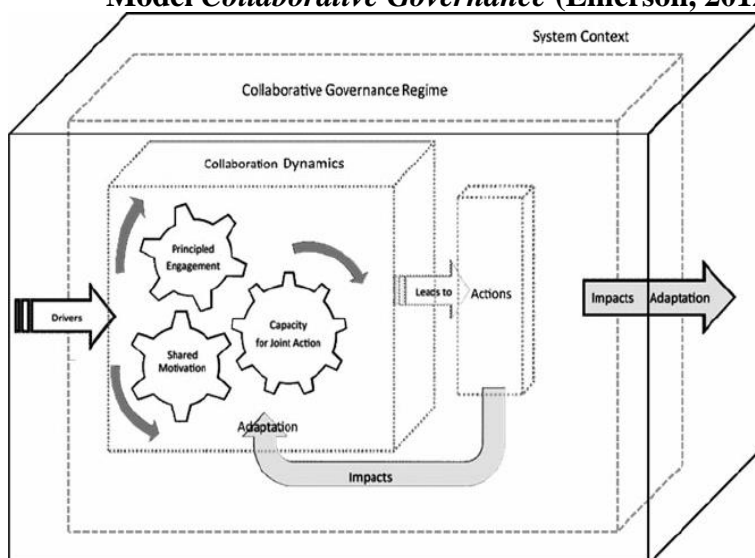 Model Collaborative Governance (Emerson, 201
System Context
Collaborative Governance Regime
Collaboration Dynamics
Principled
Engagement
Drivers
Shared
Motivation
Capacity
for Joint Action
Leads to
Actions
Impacts Adaptation
Adaptation
Impacts